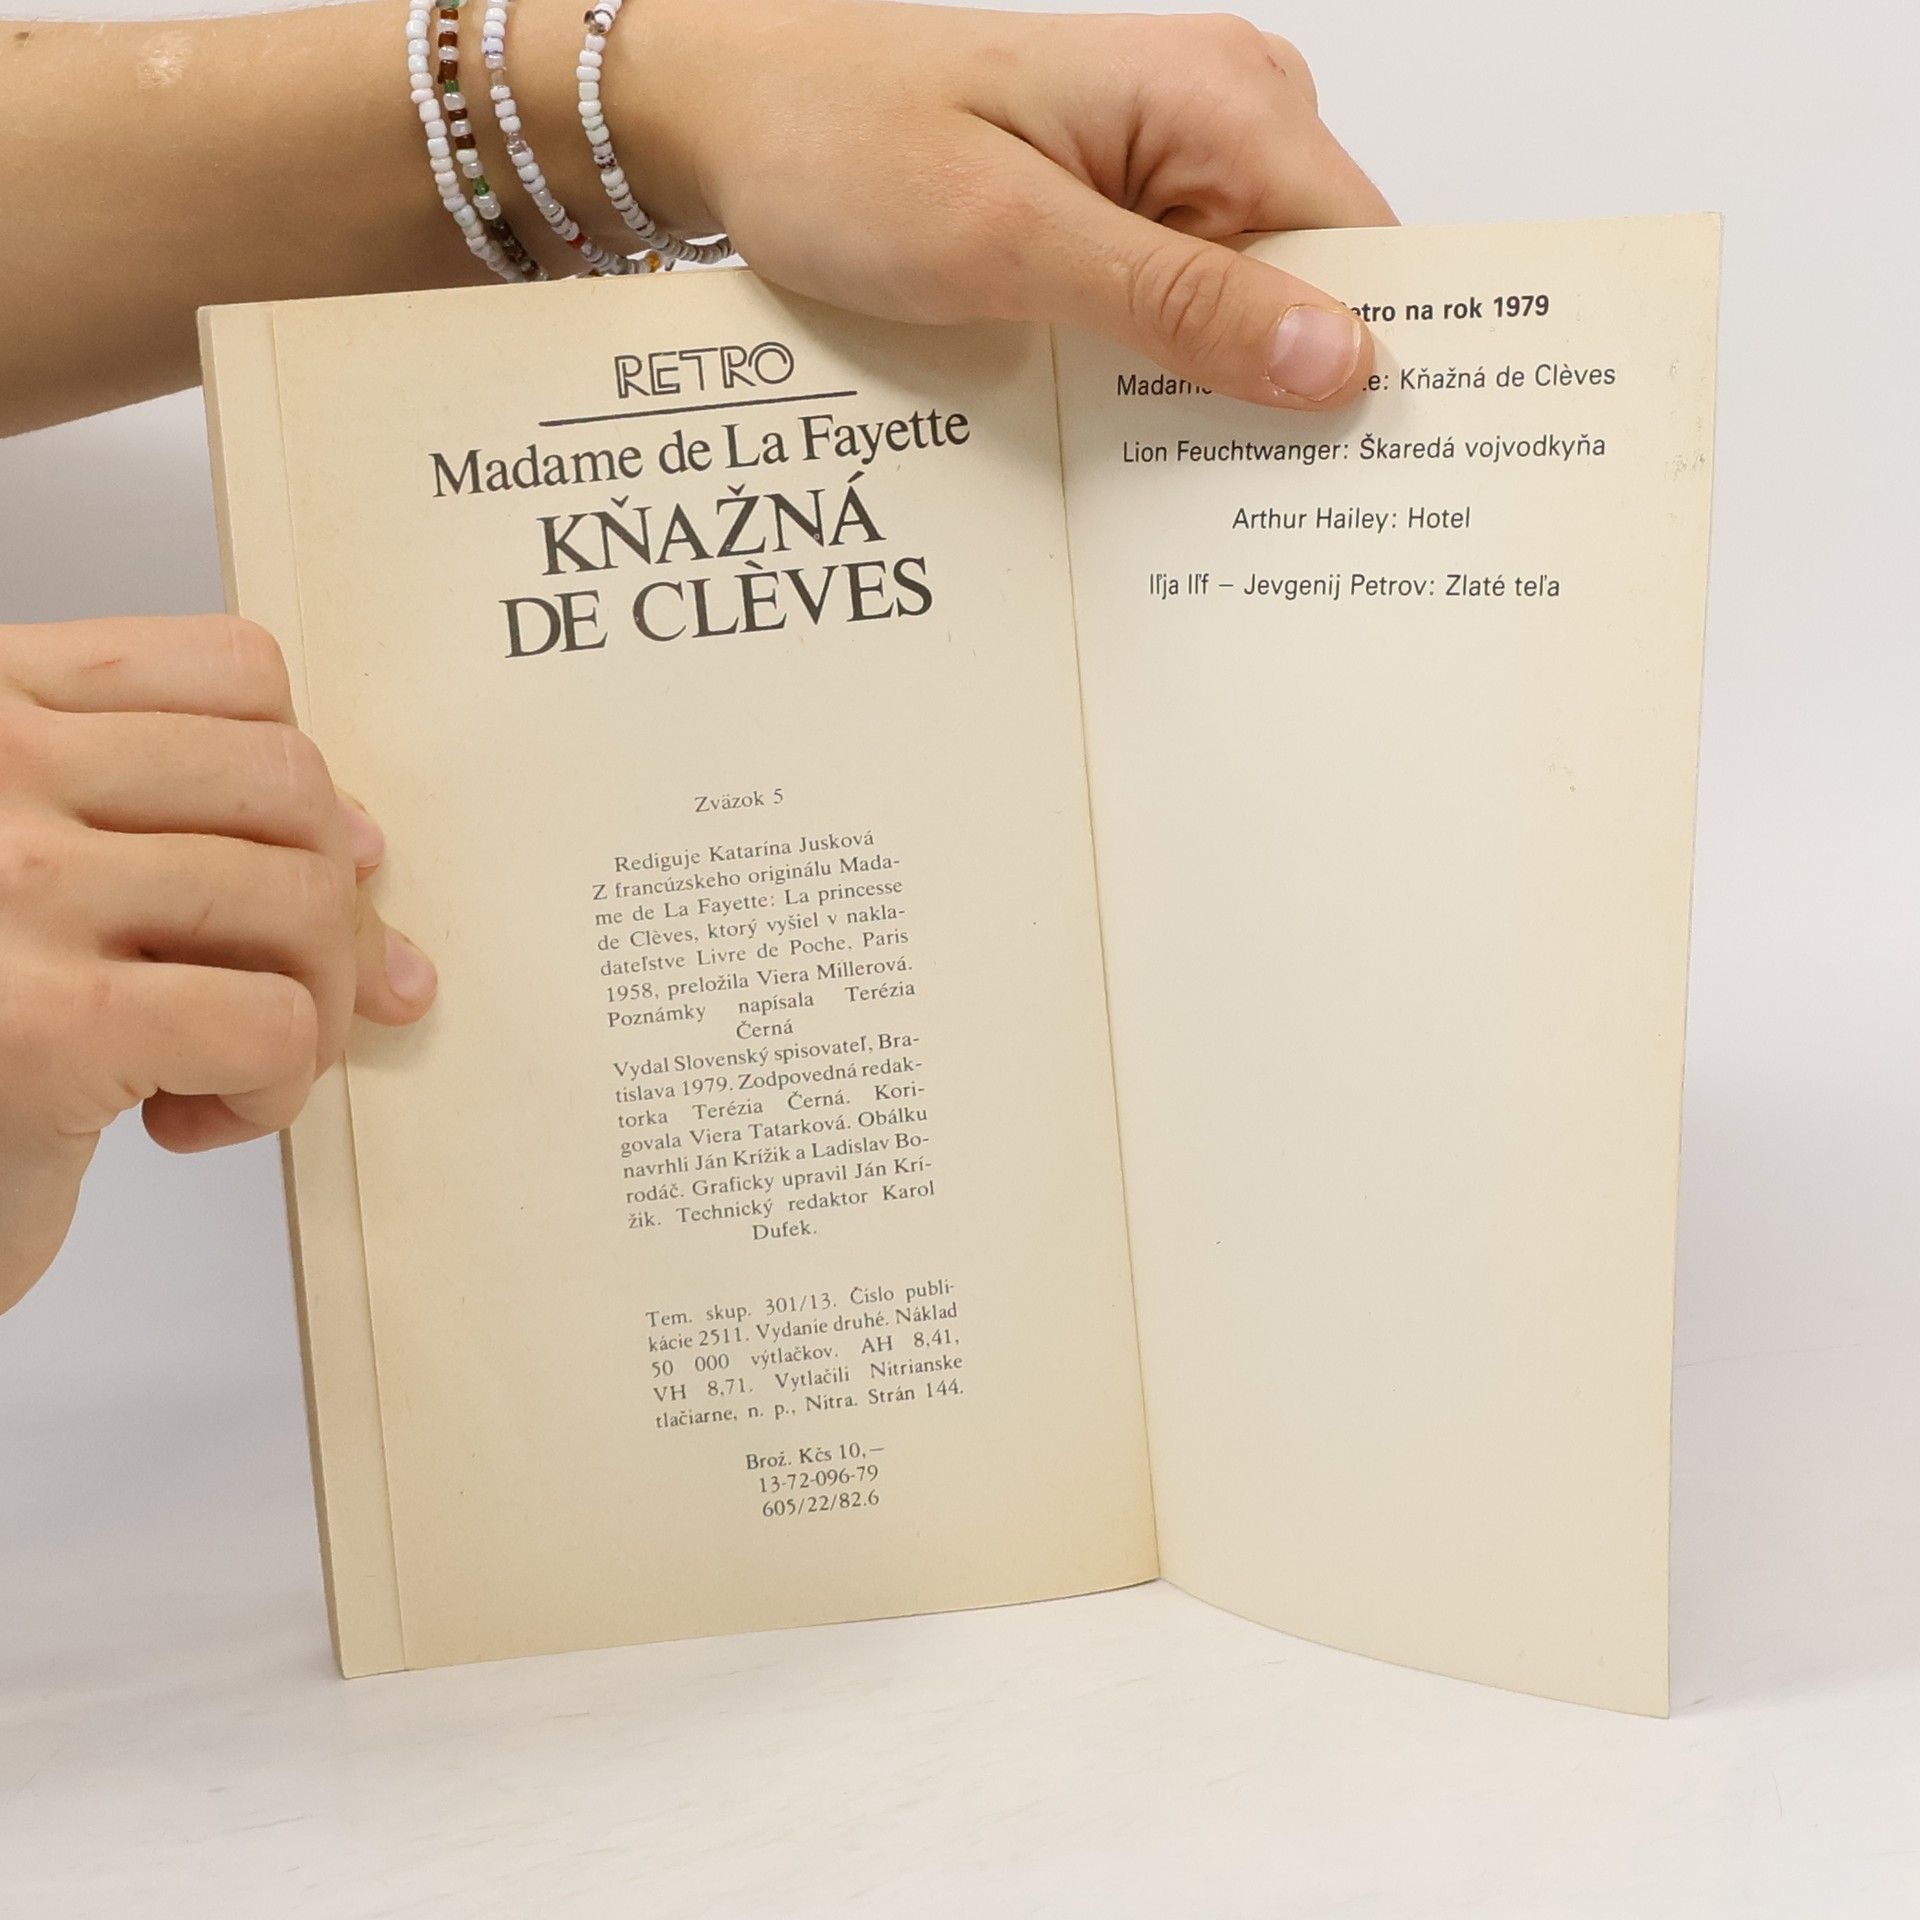 RETRO
Madame de La Fayette
KŇAŽNÁ
DE CLÈVES
Zväzok 5
Rediguje Katarína Jusková
Z francúzskeho originálu Mada-
me de La Fayette: La princesse
de Clèves, ktorý vyšiel v nakla-
dateľstve Livre de Poche, Paris
1958, preložila Viera Millerová.
Poznámky napísala Terézia
Černá
Vydal Slovenský spisovateľ, Bra-
tislava 1979. Zodpovedná redak-
torka Terézia Černá. Kori-
govala Viera Tatarková. Obálku
navrhli Ján Krížik a Ladislav Bo-
rodáč. Graficky upravil Ján Krí-
žik. Technický redaktor Karol
Dufek.
Tem. skup. 301/13. Číslo publi-
kácie 2511. Vydanie druhé. Náklad
50 000 výtlačkov. AH 8,41,
VH 8,71. Vytlačili Nitrianske
tlačiarne, n. p., Nitra. Strán 144.
Brož. Kčs 10,—
13-72-096-79
605/22/82.6
na rok 1979
Kňažná de Clèves
Lion Feuchtwanger: Škaredá vojvodkyňa
Arthur Hailey: Hotel
Iľja Iľf – Jevgenij Petrov: Zlaté teľa